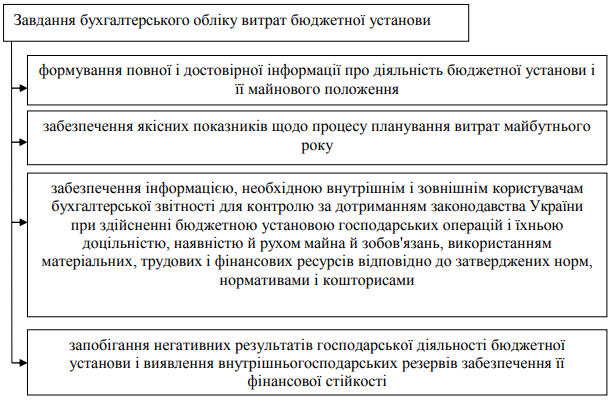 Завдання бухгалтерського обліку витрат бюджетної установи
формування повної і достовірної інформації про діяльність бюджетної установи і
її майнового положення
забезпечення якісних показників щодо процесу планування витрат майбутнього
року
забезпечення інформацією, необхідною внутрішнім і зовнішнім користувачам
бухгалтерської звітності для контролю за дотриманням законодавства України
при здійсненні бюджетною установою господарських операцій і їхньою
доцільністю, наявністю й рухом майна й зобов'язань, використанням
матеріальних, трудових і фінансових ресурсів відповідно до затверджених норм,
нормативами і кошторисами
запобігання негативних результатів господарської діяльності бюджетної
установи і виявлення внутрішньогосподарських резервів забезпечення її
фінансової стійкості